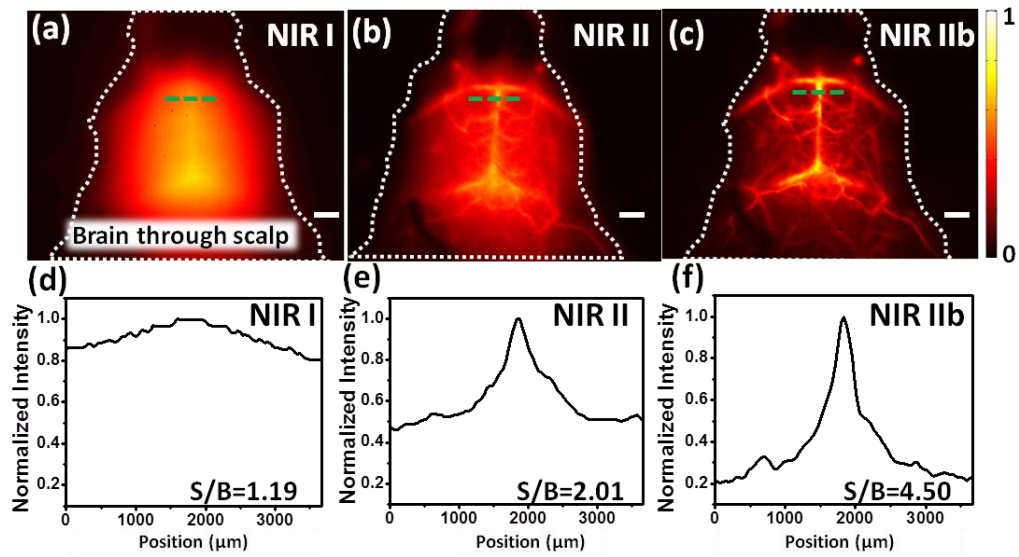 (a) NIR I
(b) NIR II
(c) NIR IIb
1
0
Brain through scalp
(d) NIR I
Normalized Intensity
1.0
0.8
0.6
0.4
0.2
S/B=1.19
0 1000 2000 3000
Position (μm)
(e) NIR II
Normalized Intensity
1.0
0.8
0.6
0.4
0.2
S/B=2.01
0 1000 2000 3000
Position (μm)
(f) NIR IIb
Normalized Intensity
1.0
0.8
0.6
0.4
0.2
S/B=4.50
0 1000 2000 3000
Position (μm)